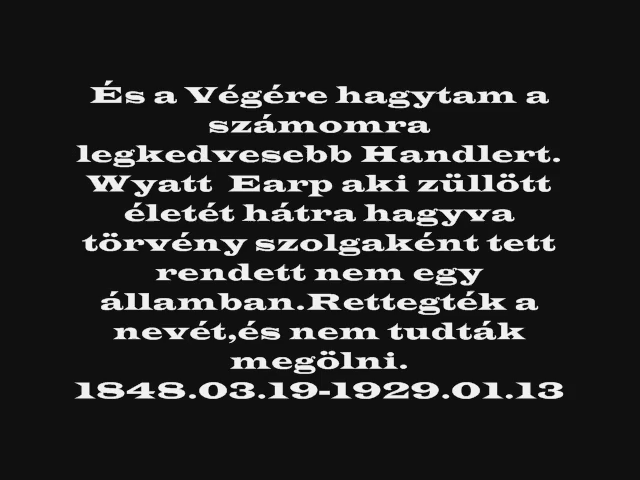 És a Végére hagytam a
számomra
legkedvesebb Handlert.
Wyatt  Earp aki züllött
életét hátra hagyva
törvény szolgaként tett
rendett nem egy
államban.Rettegték a
nevét,és nem tudták
megölni.
1848.03.19-1929.01.13